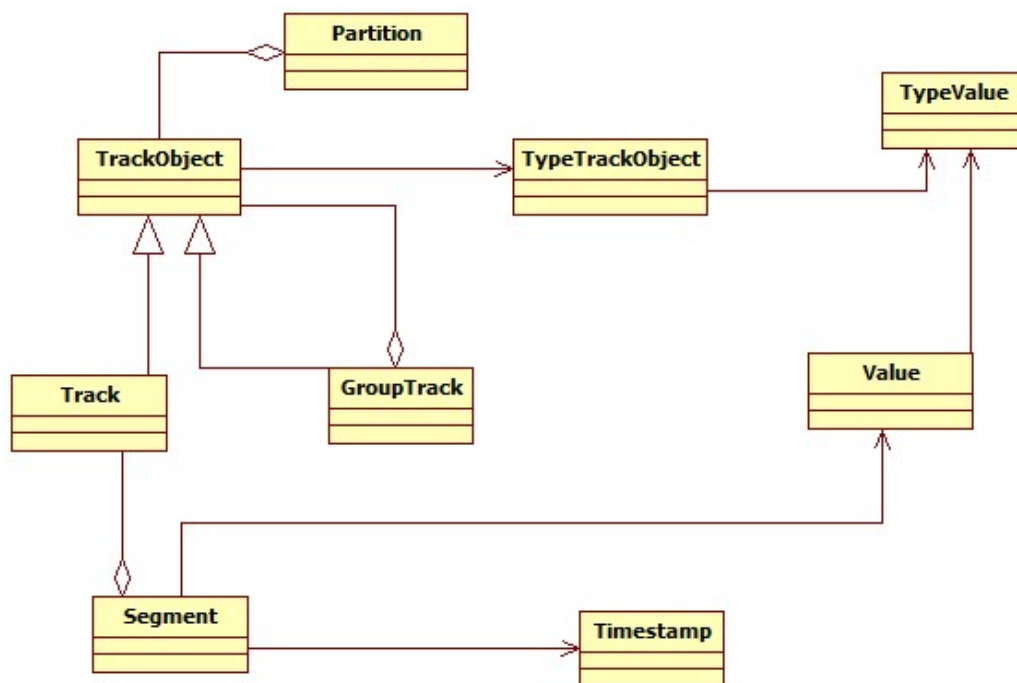 Partition
TypeValue
TrackObject
TypeTrackObject
Value
Track
GroupTrack
Segment
Timestamp